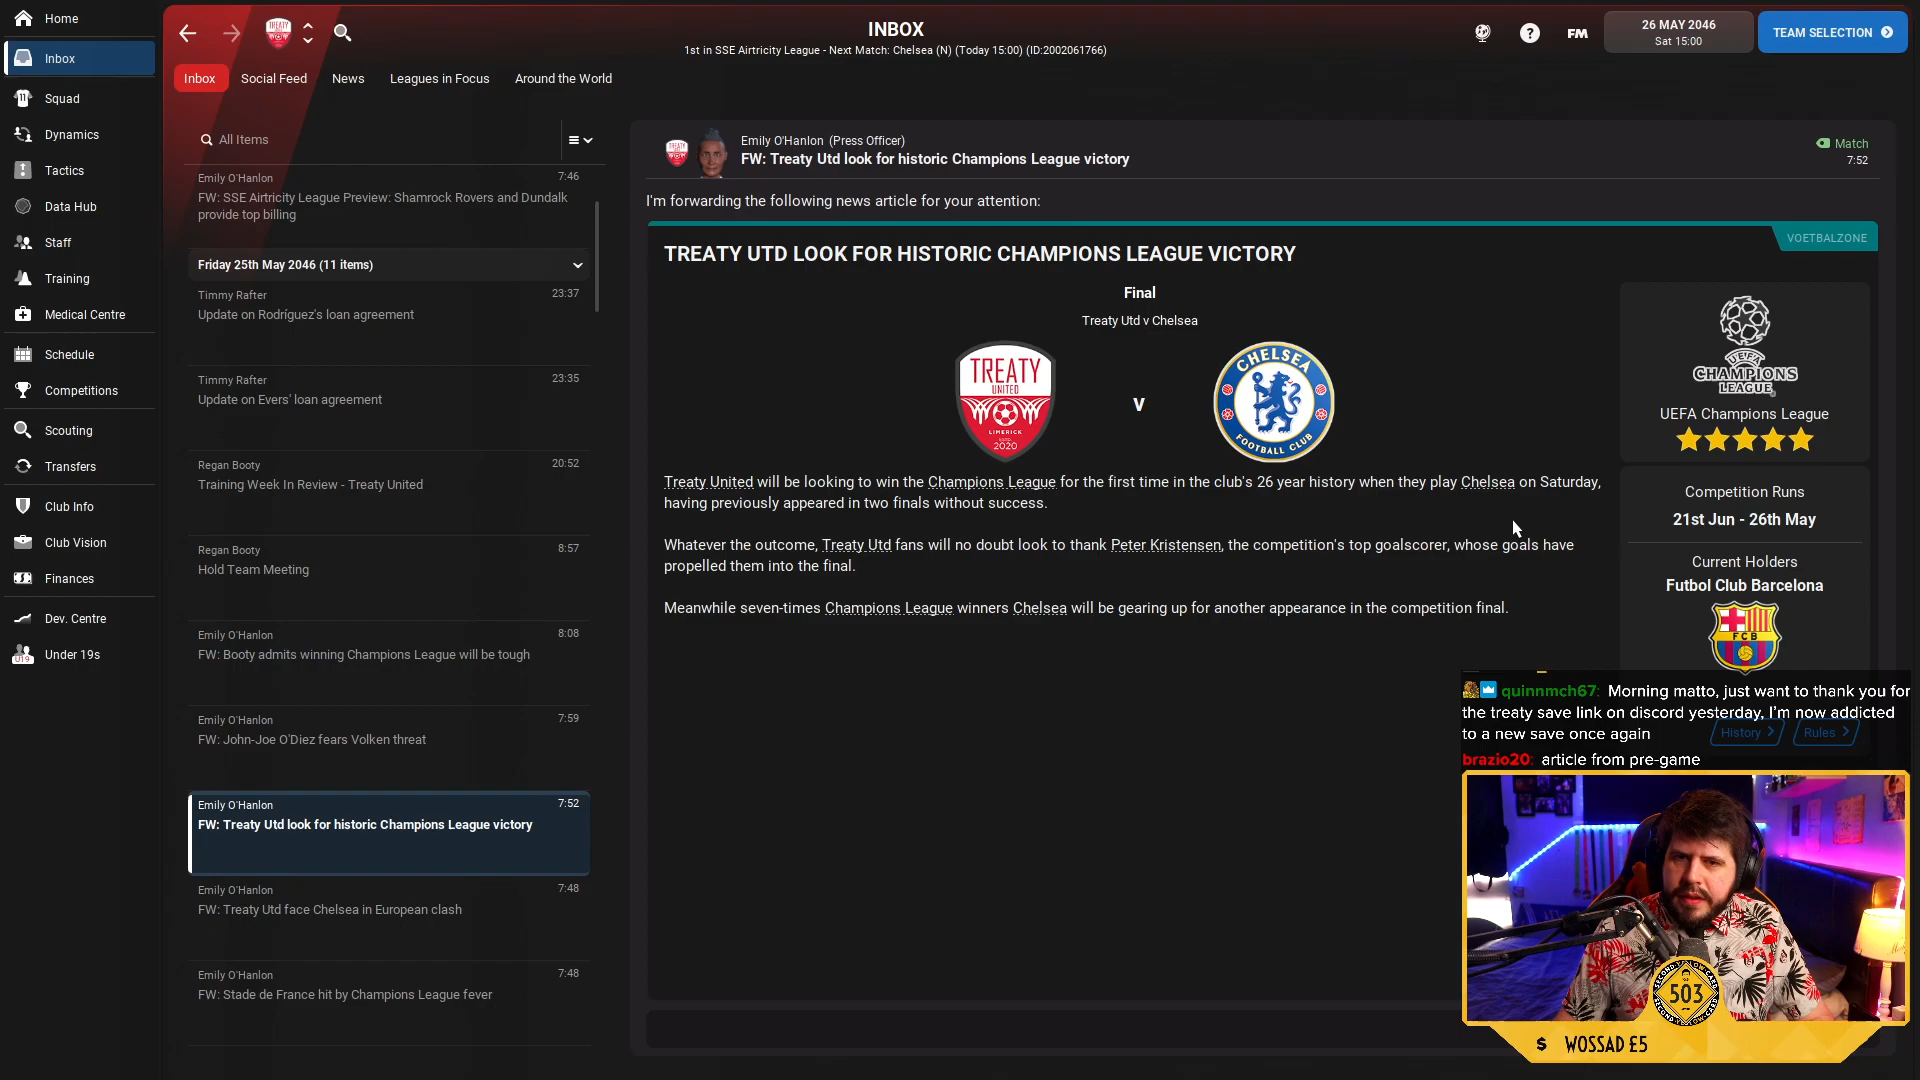 Home
Inbox
Squad
Dynamics
Tactics
Data Hub
Staff
Training
Medical Centre
Schedule
Competitions
Scouting
Transfers
Club Info
Club Vision
Finances
Dev. Centre
U19
Under 19s
TREATY
INBOX
1st in SSE Airtricity League - Next Match: Chelsea (N) (Today 15:00) (ID:2002061766)
FM
26 MAY 2046
Sat 15:00
TEAM SELECTION
Inbox Social Feed News Leagues in Focus Around the World
All Items
Emily O'Hanlon 7:46
FW: SSE Airtricity League Preview: Shamrock Rovers and Dundalk
provide top billing
Friday 25th May 2046 (11 items)
Timmy Rafter 23:37
Update on Rodríguez's loan agreement
Timmy Rafter 23:35
Update on Evers' loan agreement
Regan Booty 20:52
Training Week In Review - Treaty United
Regan Booty 8:57
Hold Team Meeting
Emily O'Hanlon 8:08
FW: Booty admits winning Champions League will be tough
Emily O'Hanlon 7:59
FW: John-Joe O'Diez fears Volken threat
Emily O'Hanlon 7:52
FW: Treaty Utd look for historic Champions League victory
Emily O'Hanlon 7:48
FW: Treaty Utd face Chelsea in European clash
Emily O'Hanlon 7:48
FW: Stade de France hit by Champions League fever
Emily O'Hanlon (Press Officer)
FW: Treaty Utd look for historic Champions League victory
Match
7:52
I'm forwarding the following news article for your attention:
VOETBALZONE
TREATY UTD LOOK FOR HISTORIC CHAMPIONS LEAGUE VICTORY
Final
Treaty Utd v Chelsea
TREATY
UNITED
LIMERICK
ESTD
2020
v
CHELSEA
FOOTBALL CLUB
Treaty United will be looking to win the Champions League for the first time in the club's 26 year history when they play Chelsea on Saturday,
having previously appeared in two finals without success.
Whatever the outcome, Treaty Utd fans will no doubt look to thank Peter Kristensen, the competition's top goalscorer, whose goals have
propelled them into the final.
Meanwhile seven-times Champions League winners Chelsea will be gearing up for another appearance in the competition final.
UEFA
CHAMPIONS
LEAGUE
UEFA Champions League
Competition Runs
21st Jun - 26th May
Current Holders
Futbol Club Barcelona
FCB
History
Rules
quinnmch67: Morning matto, just want to thank you for
the treaty save link on discord yesterday, I'm now addicted
to a new save once again
brazio20: article from pre-game
SECOND YELLOW CARD
503
$ WOSSAD £5